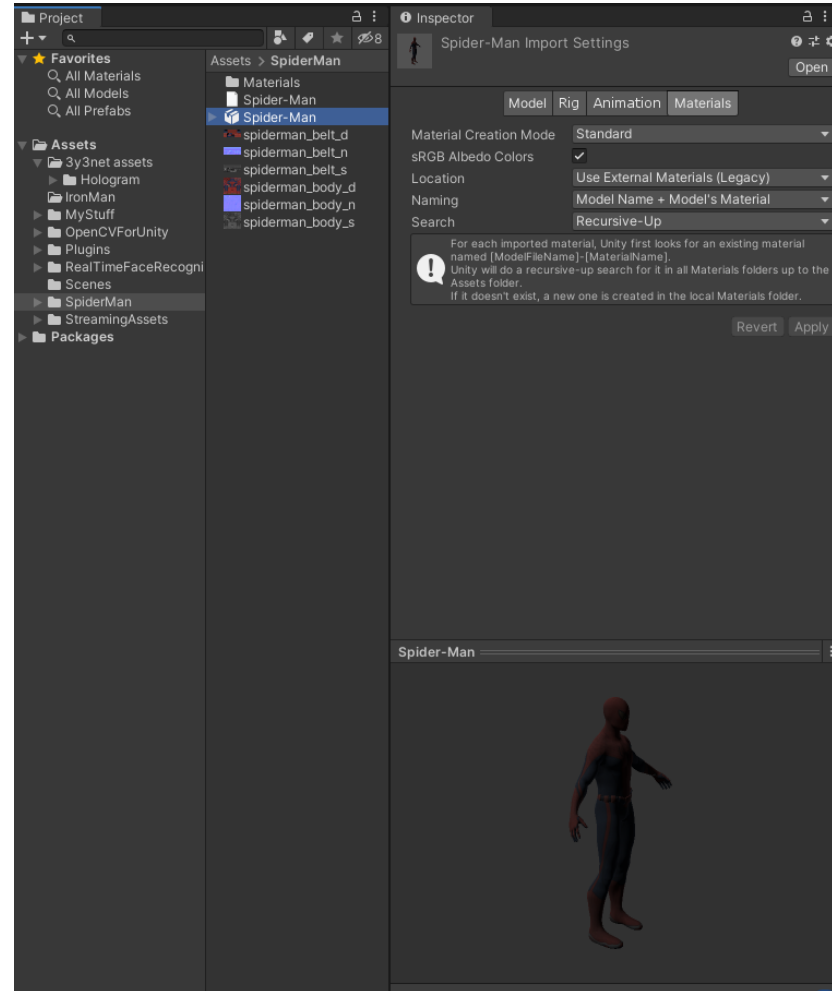 Project
8
Favorites
All Materials
All Models
All Prefabs
Assets
3y3net assets
Hologram
IronMan
MyStuff
OpenCVForUnity
Plugins
RealTimeFaceRecogni
Scenes
SpiderMan
StreamingAssets
Packages
Assets > SpiderMan
Materials
Spider-Man
Spider-Man
spiderman_belt_d
spiderman_belt_n
spiderman_belt_s
spiderman_body_d
spiderman_body_n
spiderman_body_s
Inspector
Spider-Man Import Settings
Open
Model Rig Animation Materials
Material Creation Mode Standard
sRGB Albedo Colors
Location Use External Materials (Legacy)
Naming Model Name + Model's Material
Search Recursive-Up
For each imported material, Unity first looks for an existing material
named [ModelFileName]-[MaterialName].
Unity will do a recursive-up search for it in all Materials folders up to the
Assets folder.
If it doesn't exist, a new one is created in the local Materials folder.
Revert Apply
Spider-Man